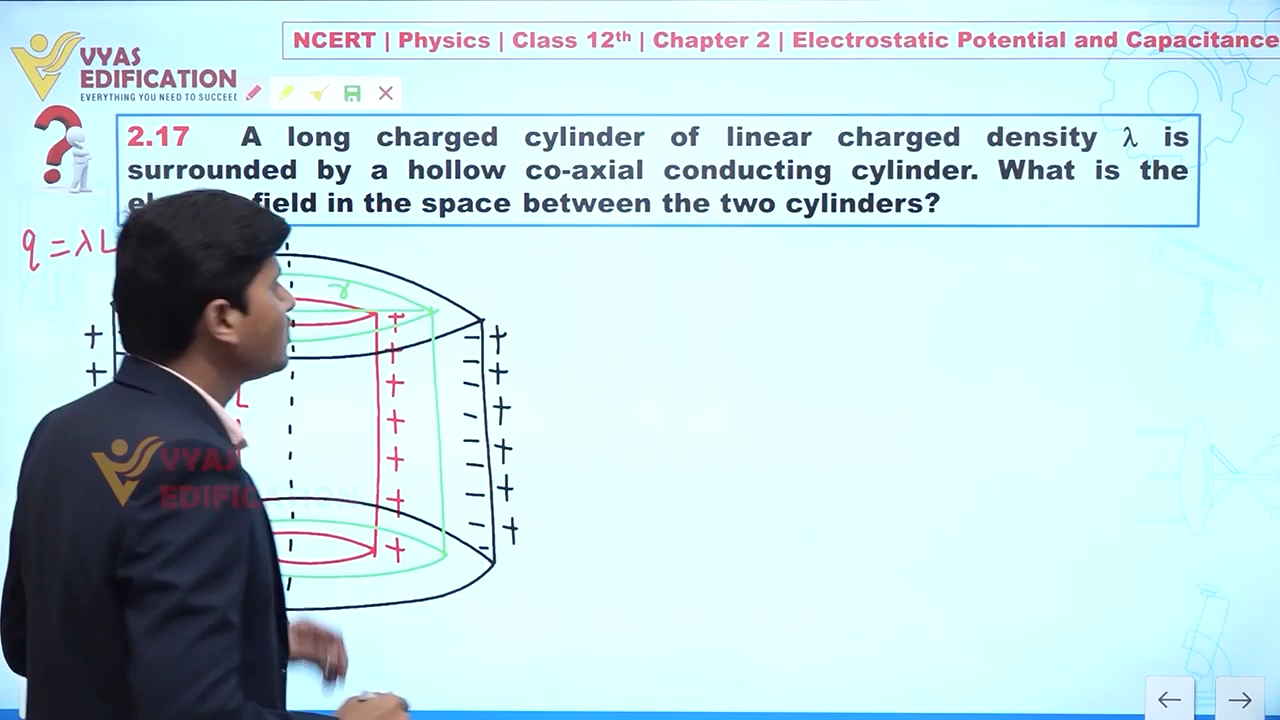 NCERT | Physics | Class 12th | Chapter 2 | Electrostatic Potential and Capacitance
VYAS
EDIFICATION
EVERYTHING YOU NEED TO SUCCEED
2.17 A long charged cylinder of linear charged density λ is
surrounded by a hollow co-axial conducting cylinder. What is the
field in the space between the two cylinders?
q = λL
r
+ + + + + + +
- - - - - - - - -
+ + + + + +
+
+
VYAS
EDIFICATION